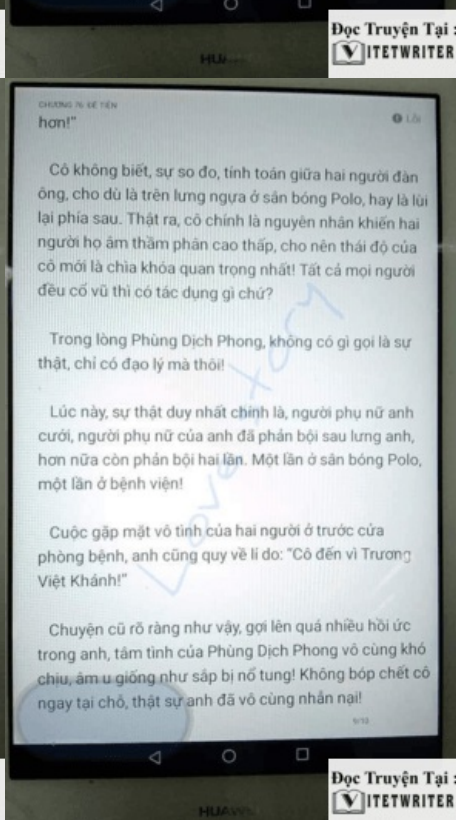 HUAWEI
Đọc Truyện Tại :
VITETWRITER
CHƯƠNG 76: ĐÊ TIỆN
LỖI
hơn!"
Cô không biết, sự so đo, tính toán giữa hai người đàn
ông, cho dù là trên lưng ngựa ở sân bóng Polo, hay là lùi
lại phía sau. Thật ra, cô chính là nguyên nhân khiến hai
người họ âm thầm phân cao thấp, cho nên thái độ của
cô mới là chìa khóa quan trọng nhất! Tất cả mọi người
đều cổ vũ thì có tác dụng gì chứ?
Trong lòng Phùng Dịch Phong, không có gì gọi là sự
thật, chỉ có đạo lý mà thôi!
Lúc này, sự thật duy nhất chính là, người phụ nữ anh
cưới, người phụ nữ của anh đã phản bội sau lưng anh,
hơn nữa còn phản bội hai lần. Một lần ở sân bóng Polo,
một lần ở bệnh viện!
Cuộc gặp mặt vô tình của hai người ở trước cửa
phòng bệnh, anh cũng quy về lí do: "Cô đến vì Trương
Việt Khánh!"
Chuyện cũ rõ ràng như vậy, gợi lên quá nhiều hồi ức
trong anh, tâm tình của Phùng Dịch Phong vô cùng khó
chịu, âm u giống như sắp bị nổ tung! Không bóp chết cô
ngay tại chỗ, thật sự anh đã vô cùng nhẫn nại!
Love story
Đọc Truyện Tại :
VITETWRITER
HUAWEI